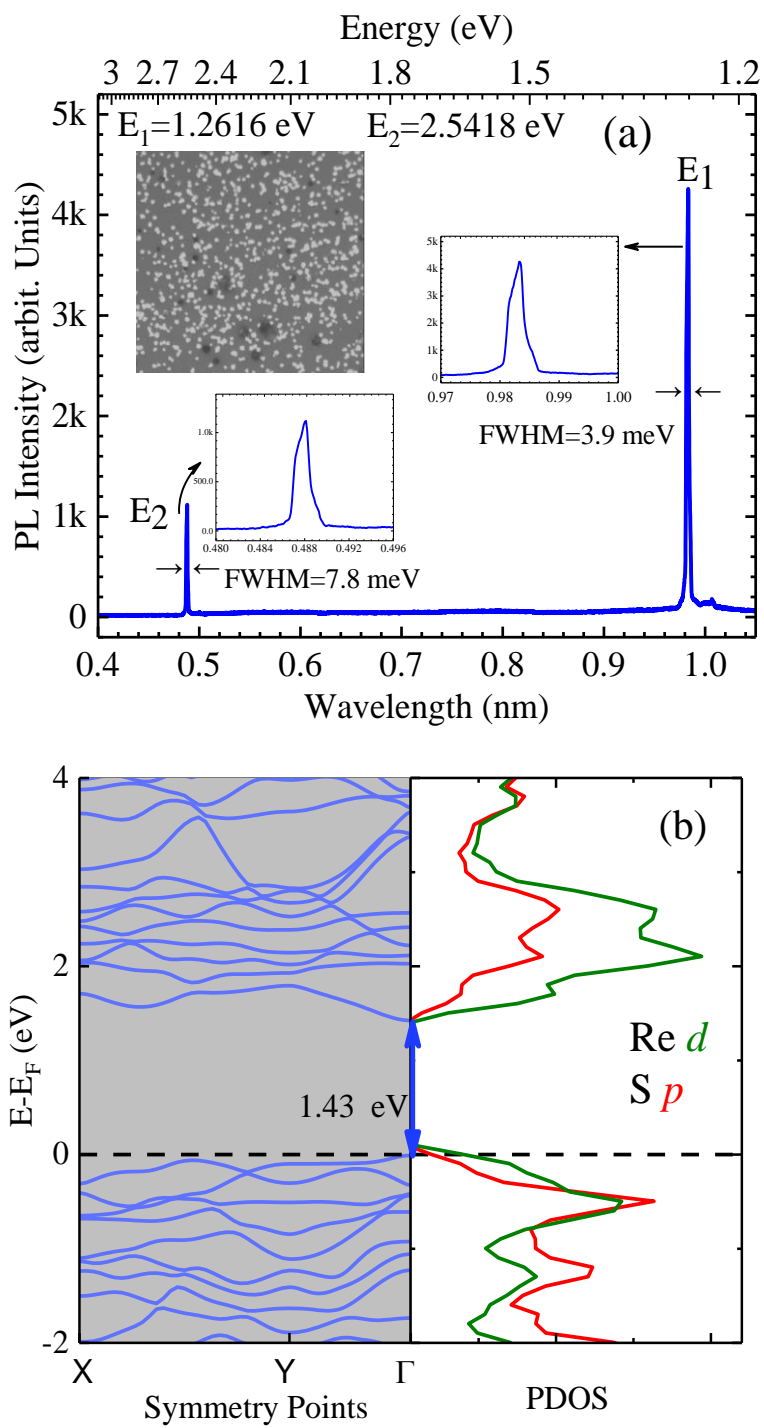 Energy (eV)
3 2.7 2.4 2.1 1.8 1.5 1.2
E₁=1.2616 eV E₂=2.5418 eV (a)
5k
4k
3k
2k
1k
0
PL Intensity (arbit. Units)
E₁
5k
4k
3k
2k
1k
0
0.97 0.98 0.99 1.00
FWHM=3.9 meV
1.0k
500.0
0.0
0.480 0.484 0.488 0.492 0.496
E₂
FWHM=7.8 meV
0.4 0.5 0.6 0.7 0.8 0.9 1.0
Wavelength (nm)
4
2
0
-2
E-E_F (eV)
(b)
Re d
S p
1.43 eV
X Y Γ
Symmetry Points PDOS